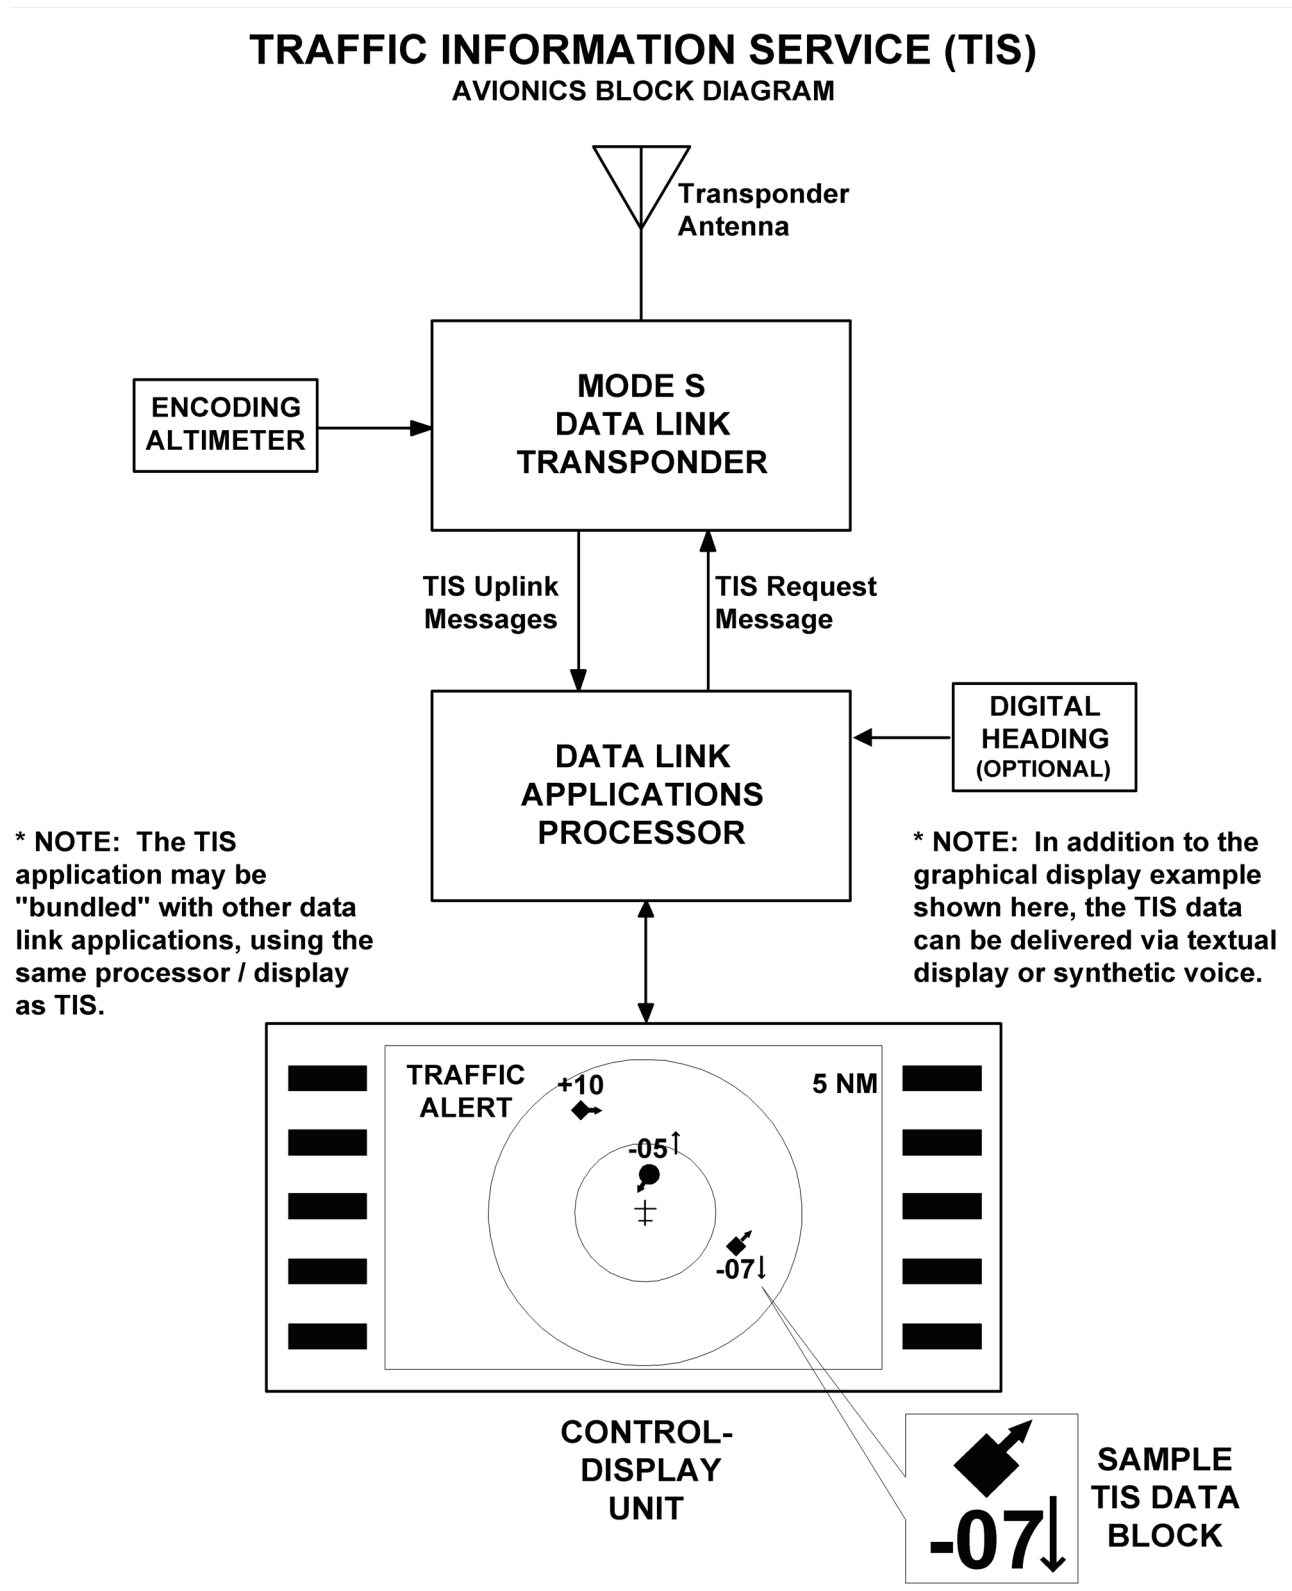 TRAFFIC INFORMATION SERVICE (TIS)
AVIONICS BLOCK DIAGRAM
Transponder
Antenna
MODE S
DATA LINK
TRANSPONDER
ENCODING
ALTIMETER
TIS Uplink
Messages
TIS Request
Message
DIGITAL
HEADING
(OPTIONAL)
DATA LINK
APPLICATIONS
PROCESSOR
* NOTE: The TIS
application may be
"bundled" with other data
link applications, using the
same processor / display
as TIS.
* NOTE: In addition to the
graphical display example
shown here, the TIS data
can be delivered via textual
display or synthetic voice.
TRAFFIC
ALERT
+10
5 NM
-05↑
-07↓
CONTROL-
DISPLAY
UNIT
-07↓
SAMPLE
TIS DATA
BLOCK